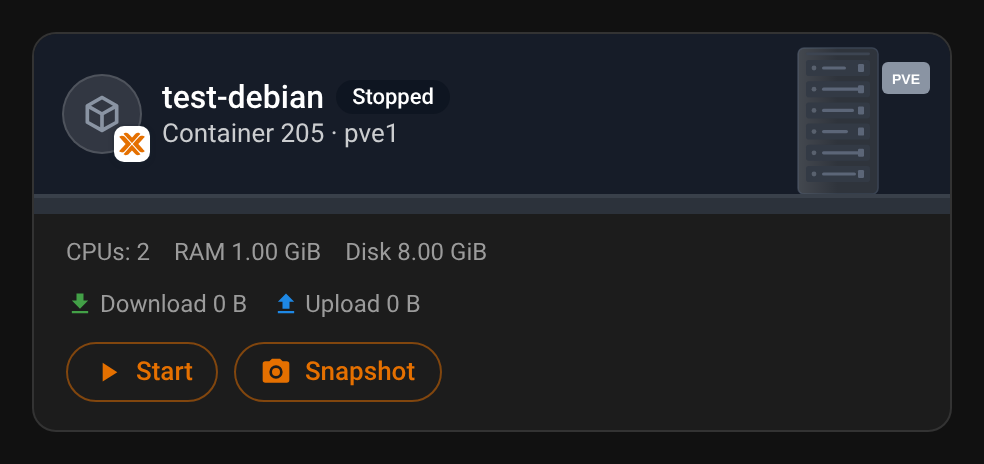 test-debian Stopped
Container 205 · pve1
PVE
CPUs: 2 RAM 1.00 GiB Disk 8.00 GiB
Download 0 B Upload 0 B
Start Snapshot